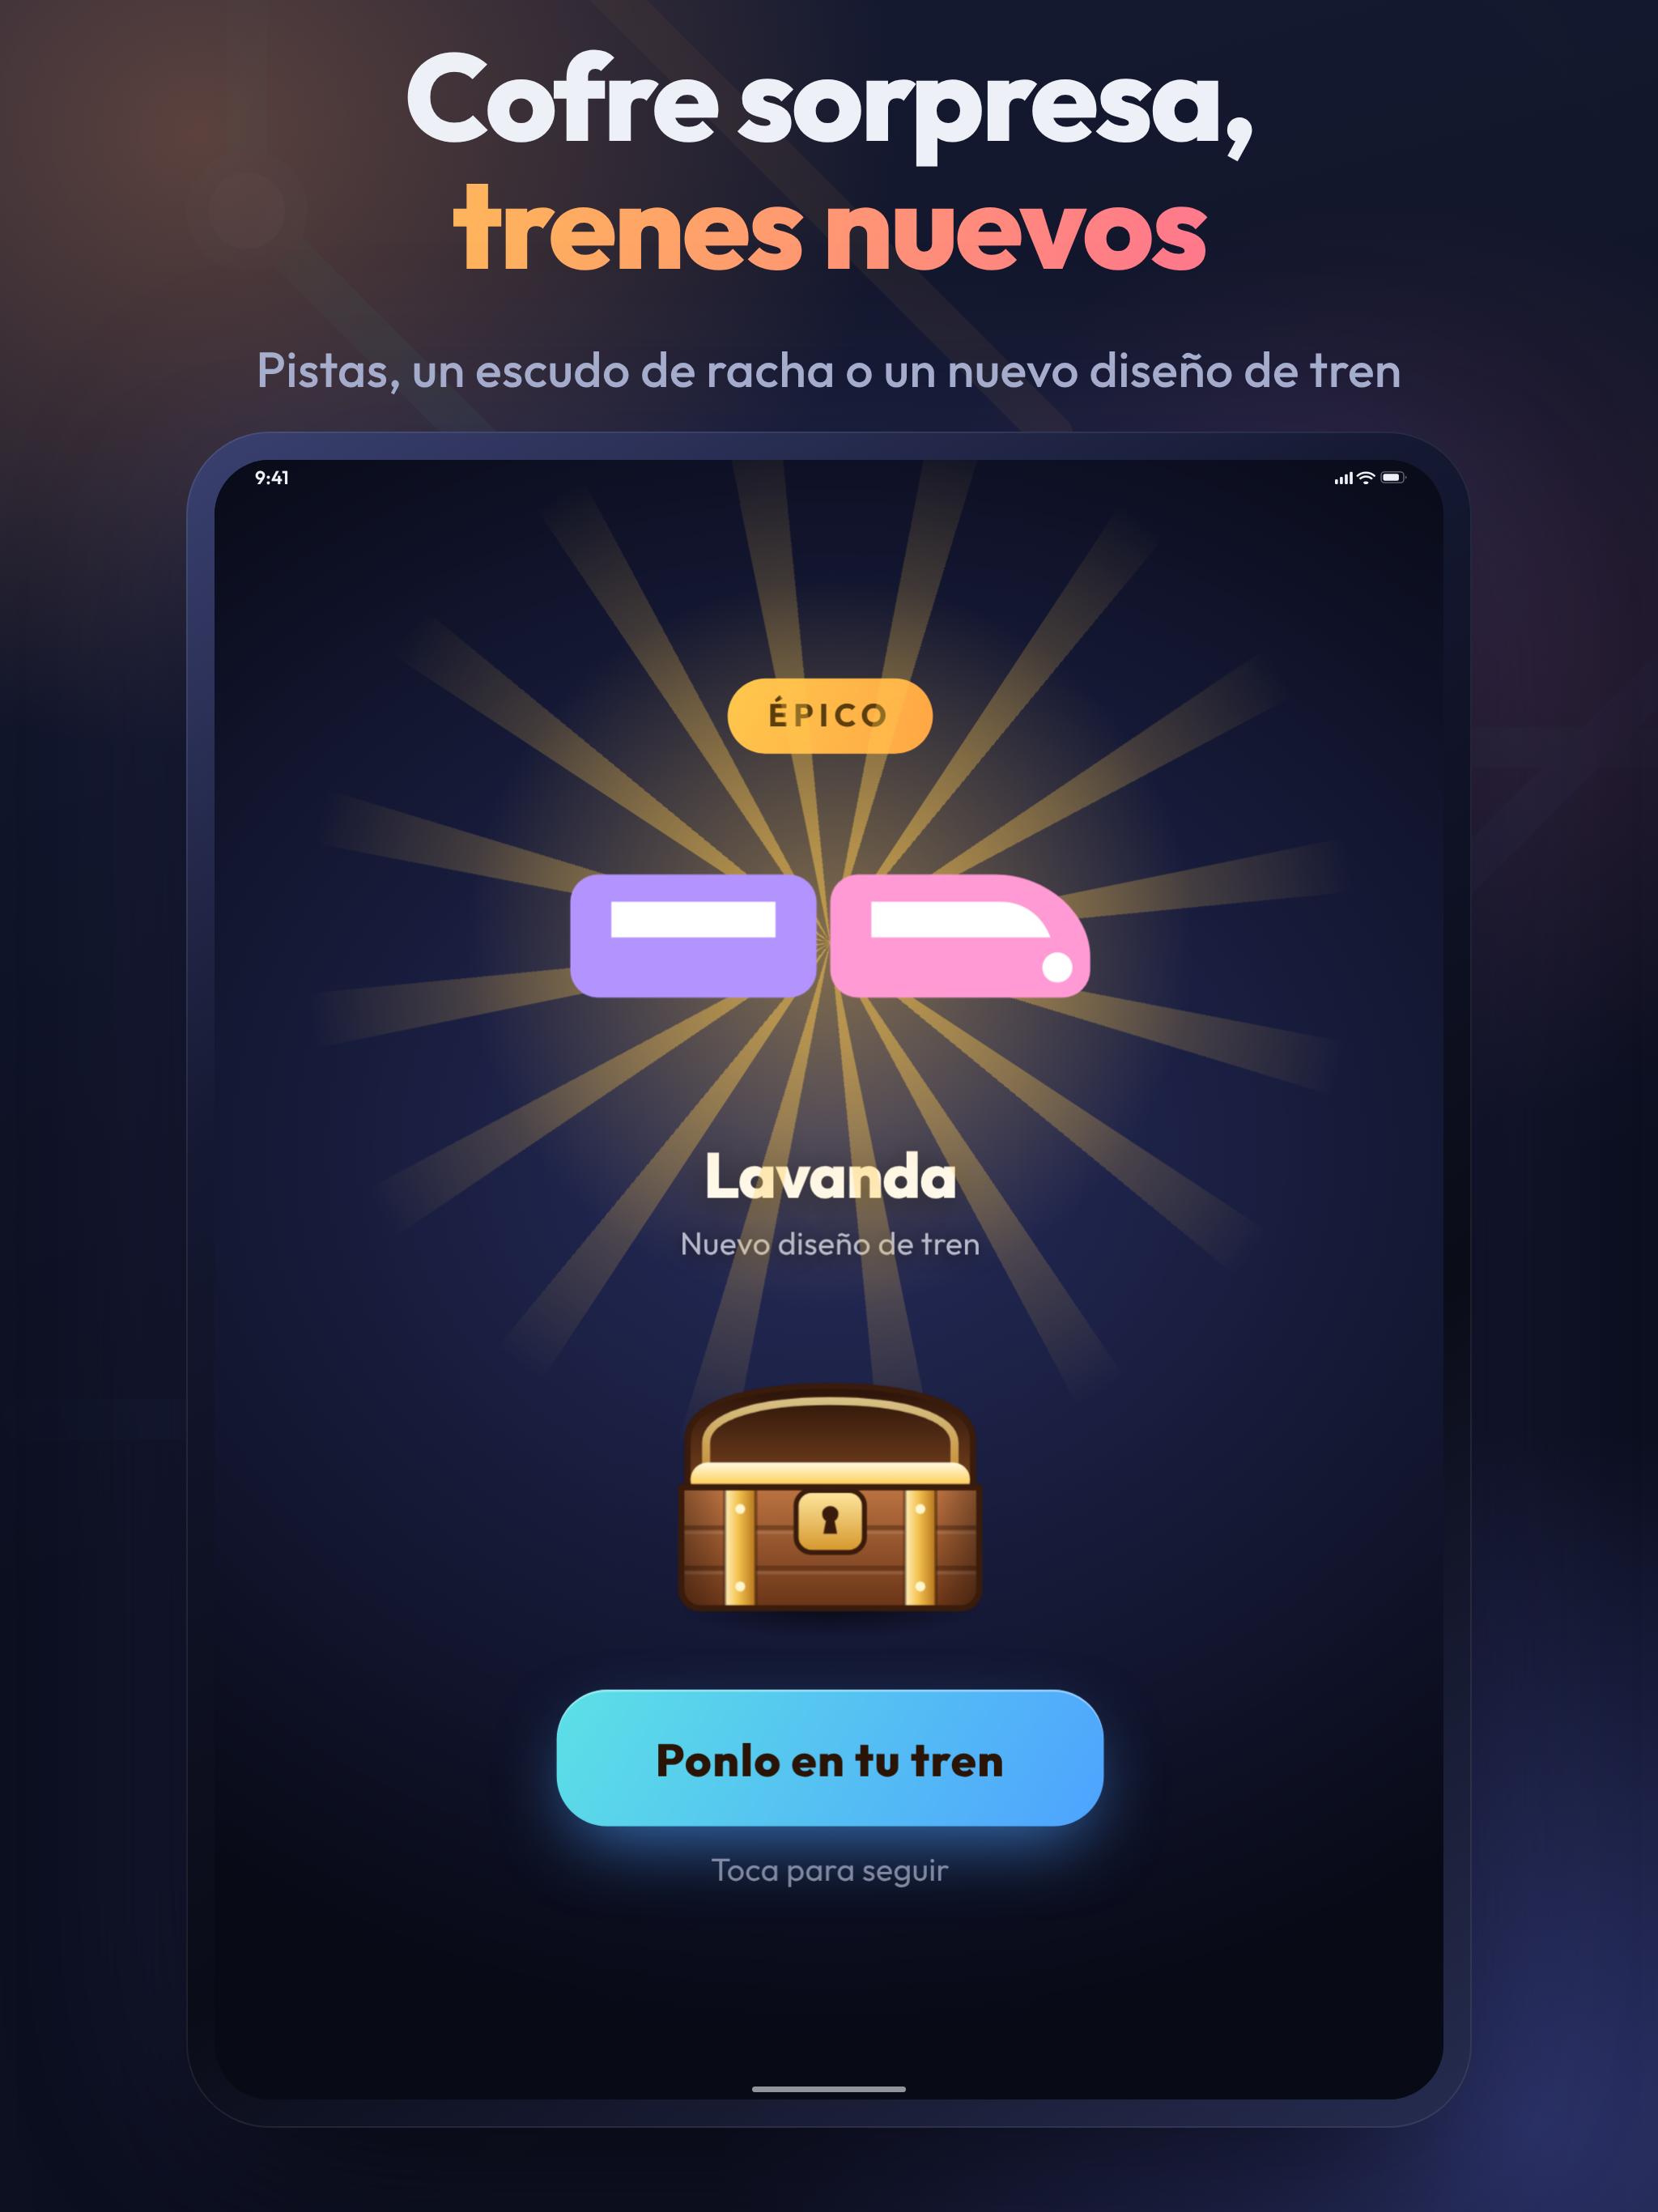 Cofre sorpresa,
trenes nuevos
Pistas, un escudo de racha o un nuevo diseño de tren
9:41
ÉPICO
Lavanda
Nuevo diseño de tren
Ponlo en tu tren
Toca para seguir